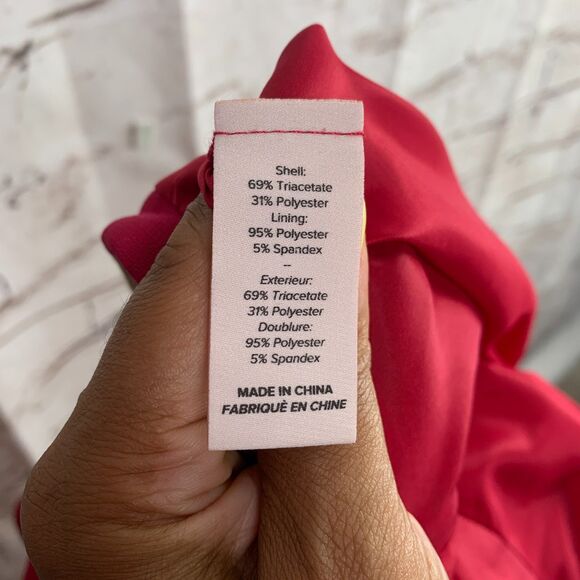 Shell:
69% Triacetate
31% Polyester
Lining:
95% Polyester
5% Spandex
--
Exterieur:
69% Triacetate
31% Polyester
Doublure:
95% Polyester
5% Spandex
MADE IN CHINA
FABRIQUÈ EN CHINE